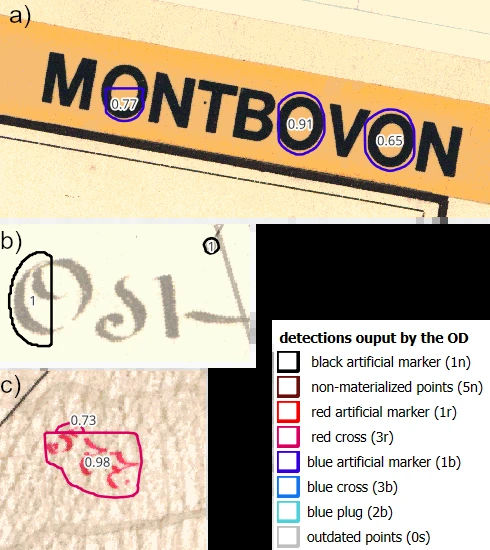 a)
MONTBOVON
0.77
0.91
0.65
b)
1
1
c)
0.73
0.98
detections ouput by the OD
black artificial marker (1n)
non-materialized points (5n)
red artificial marker (1r)
red cross (3r)
blue artificial marker (1b)
blue cross (3b)
blue plug (2b)
outdated points (0s)